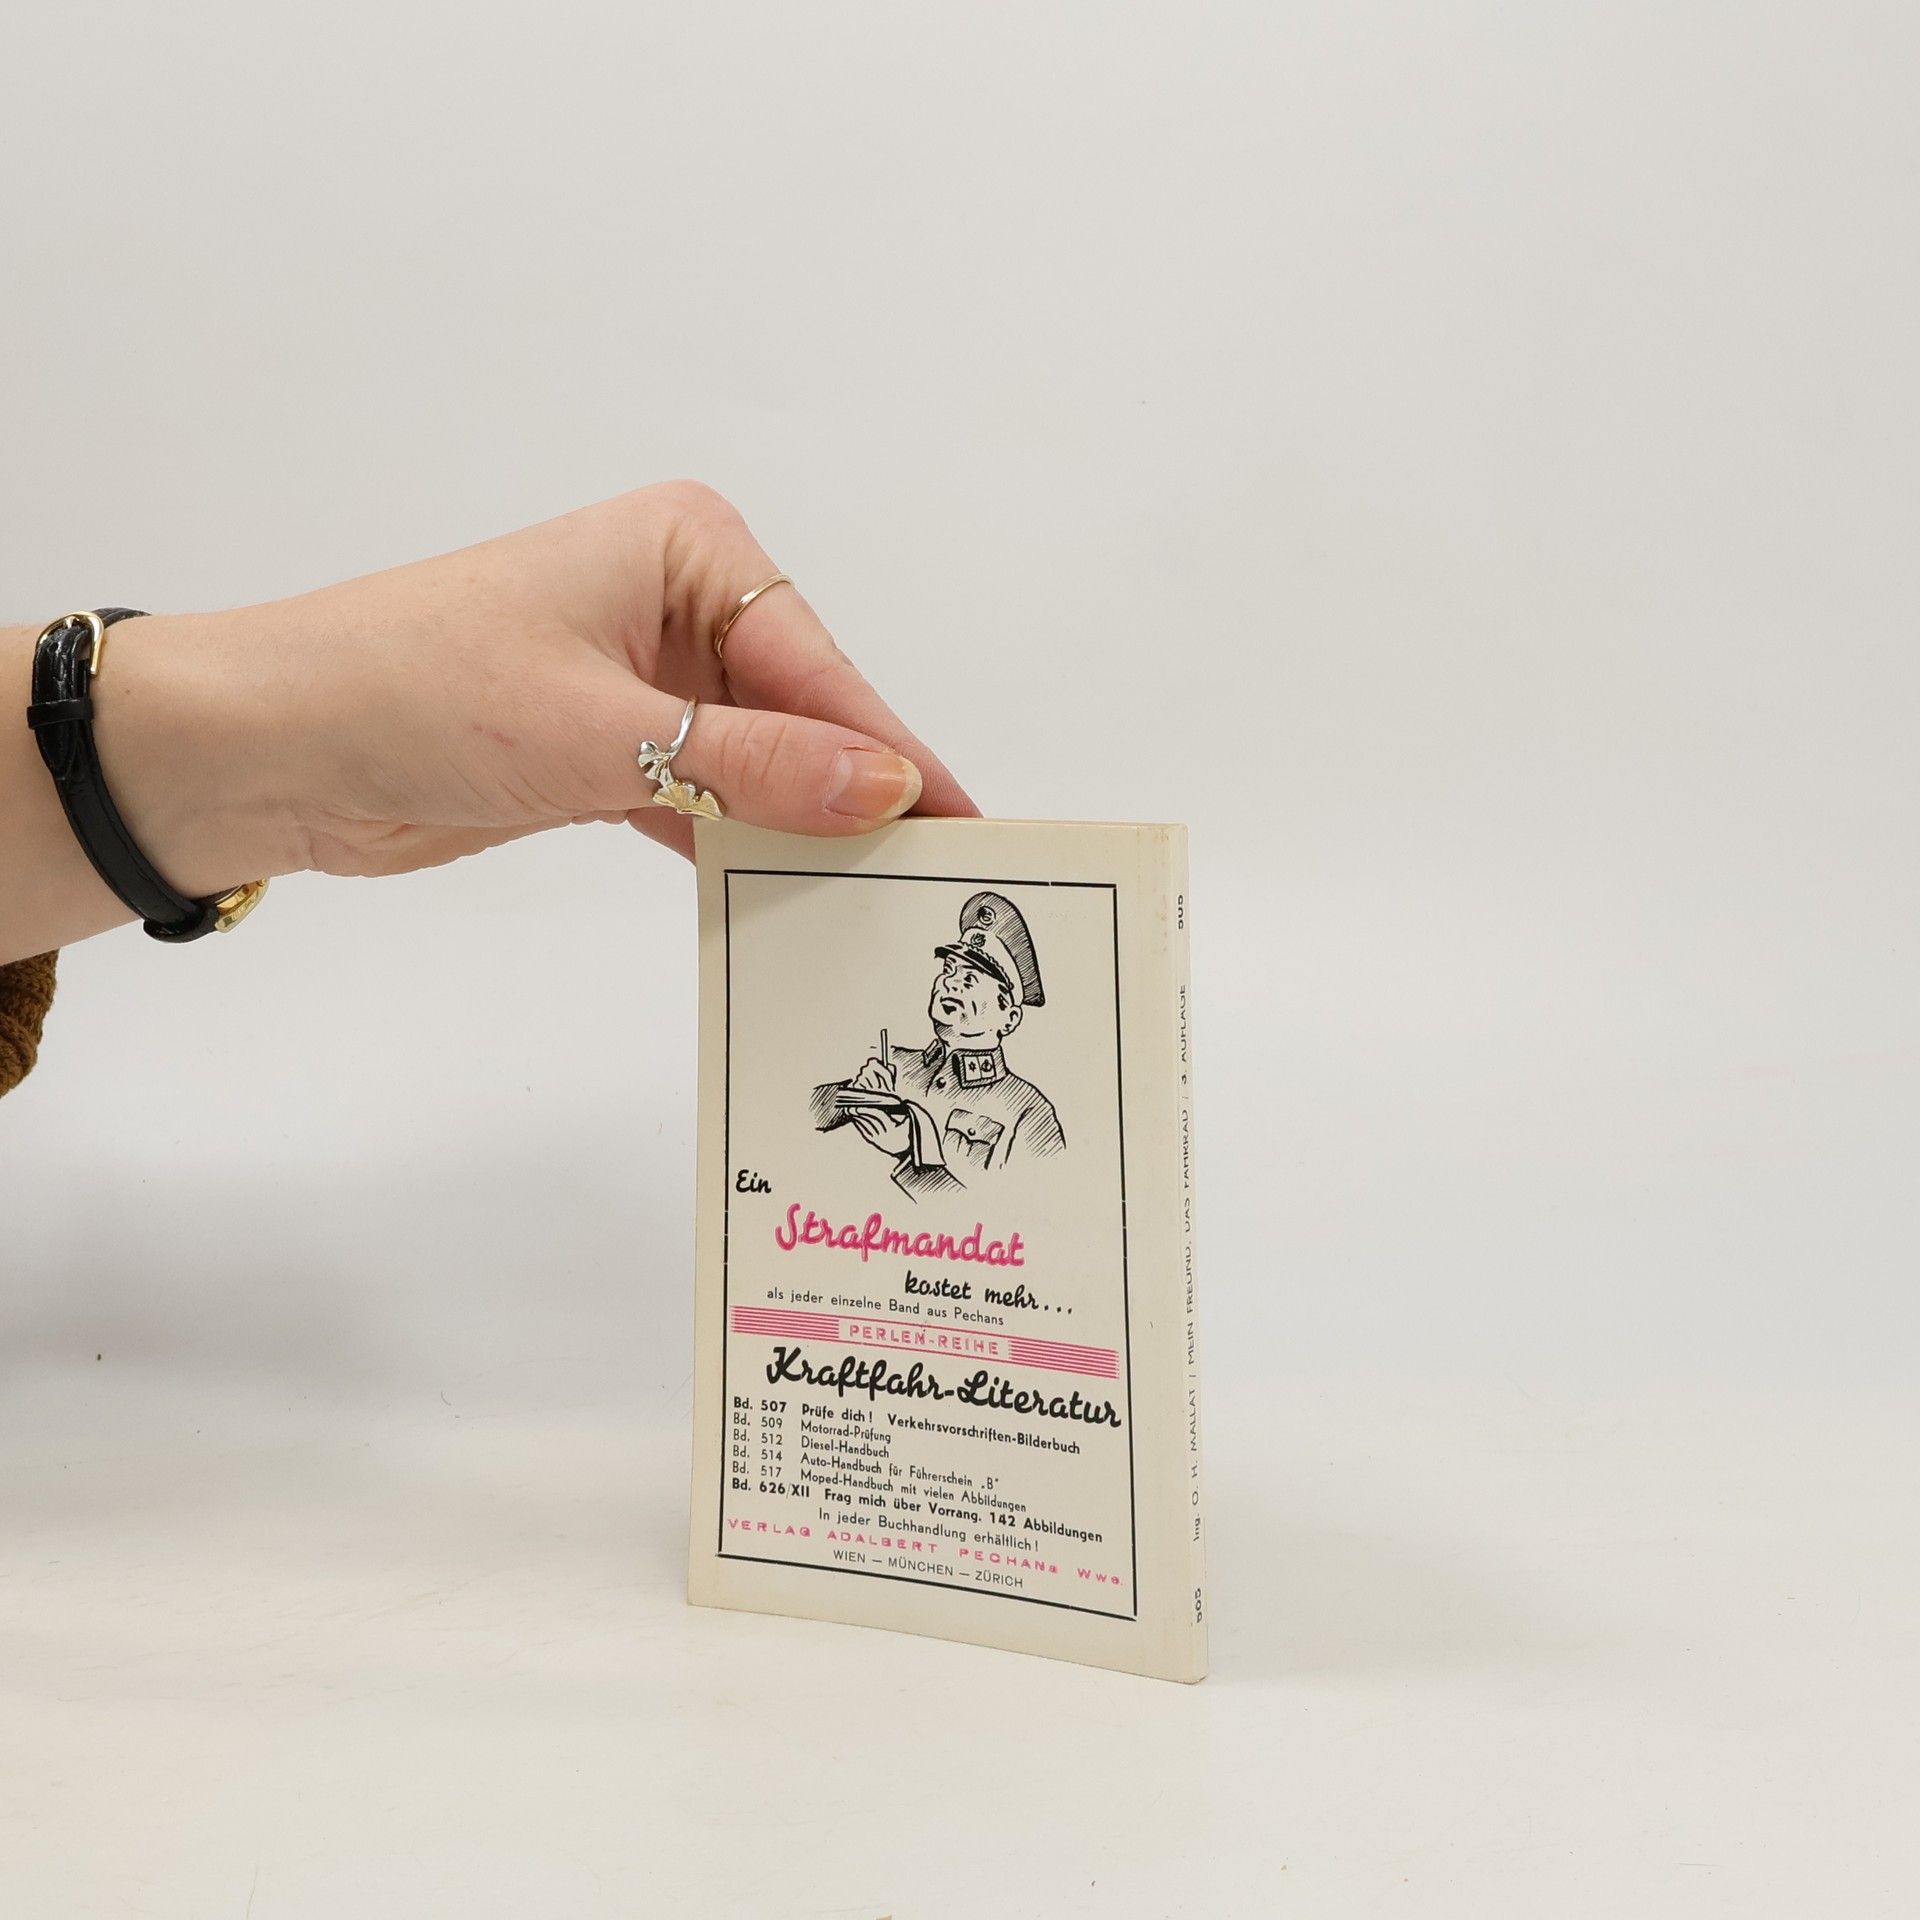 Ein
Strafmandat
kostet mehr...
als jeder einzelne Band aus Pechans
PERLEN-REIHE
Kraftfahr-Literatur
Bd. 507 Prüfe dich! Verkehrsvorschriften-Bilderbuch
Bd. 509 Motorrad-Prüfung
Bd. 512 Diesel-Handbuch
Bd. 514 Auto-Handbuch für Führerschein „B"
Bd. 517 Moped-Handbuch mit vielen Abbildungen
Bd. 626/XII Frag mich über Vorrang. 142 Abbildungen
In jeder Buchhandlung erhältlich!
VERLAG ADALBERT PECHANs Wwe.
WIEN — MÜNCHEN — ZÜRICH
505 Ing. O. H. MALLAT / MEIN FREUND, DAS FAHRRAD / 3. AUFLAGE 505